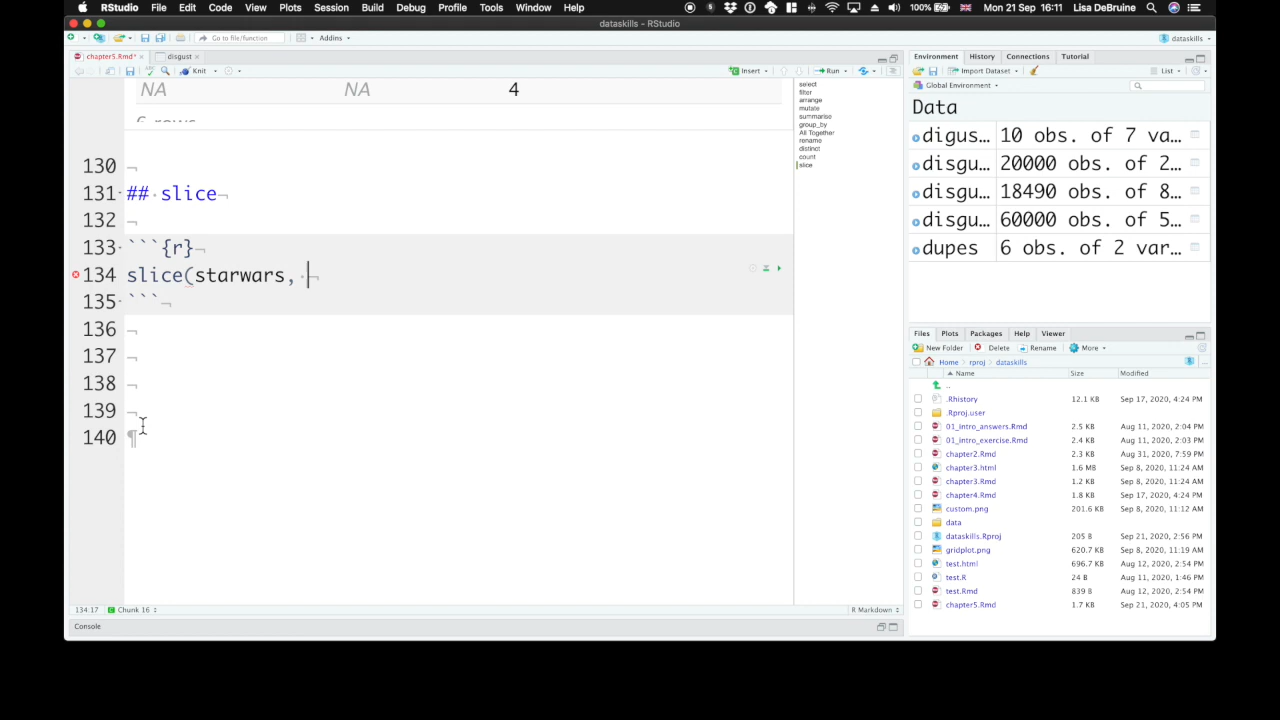 RStudio File Edit Code View Plots Session Build Debug Profile Tools Window Help 100% Mon 21 Sep 16:11 Lisa DeBruine
dataskills - RStudio
Go to file/function Addins dataskills
chapter5.Rmd* disgust
Knit Insert Run
NA NA 4
6 rows
130 ¬
131 ## slice¬
132 ¬
133 ```{r}¬
134 slice(starwars, ¬
135 ```¬
136 ¬
137 ¬
138 ¬
139 ¬
140 ¶
134:17 Chunk 16 R Markdown
Console
select
filter
arrange
mutate
summarise
group_by
All Together
rename
distinct
count
slice
Environment History Connections Tutorial
Import Dataset List
Global Environment
Data
digus… 10 obs. of 7 va…
disgu… 20000 obs. of 2…
disgu… 18490 obs. of 8…
disgu… 60000 obs. of 5…
dupes 6 obs. of 2 var…
Files Plots Packages Help Viewer
New Folder Delete Rename More
Home rproj dataskills
Name Size Modified
..
.Rhistory 12.1 KB Sep 17, 2020, 4:24 PM
.Rproj.user
01_intro_answers.Rmd 2.5 KB Aug 11, 2020, 2:04 PM
01_intro_exercise.Rmd 2.4 KB Aug 11, 2020, 2:03 PM
chapter2.Rmd 2.3 KB Aug 31, 2020, 7:59 PM
chapter3.html 1.6 MB Sep 8, 2020, 11:24 AM
chapter3.Rmd 1.2 KB Sep 8, 2020, 11:24 AM
chapter4.Rmd 1.8 KB Sep 17, 2020, 4:24 PM
custom.png 201.6 KB Sep 8, 2020, 11:12 AM
data
dataskills.Rproj 205 B Sep 21, 2020, 2:56 PM
gridplot.png 620.7 KB Sep 8, 2020, 11:19 AM
test.html 696.7 KB Aug 12, 2020, 2:54 PM
test.R 24 B Aug 11, 2020, 1:46 PM
test.Rmd 839 B Aug 12, 2020, 2:54 PM
chapter5.Rmd 1.7 KB Sep 21, 2020, 4:05 PM